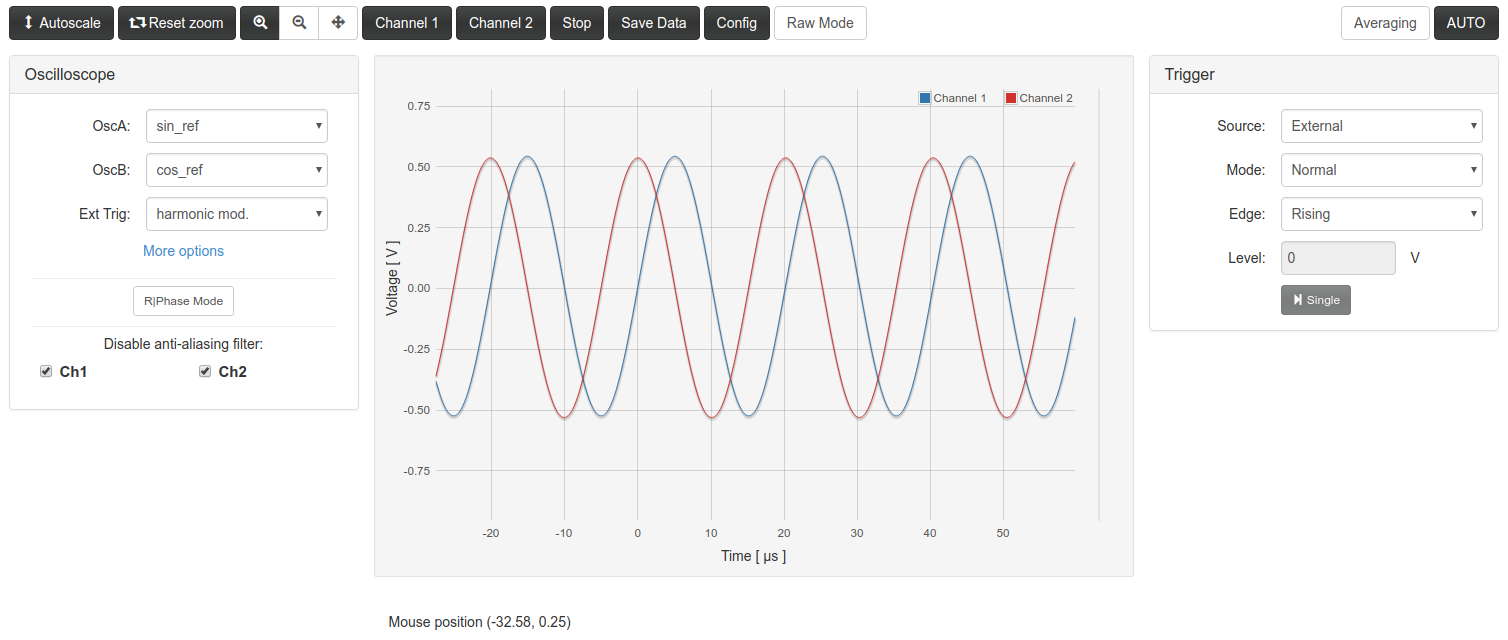 Autoscale Reset zoom Channel 1 Channel 2 Stop Save Data Config Raw Mode Averaging AUTO
Oscilloscope
OscA: sin_ref
OscB: cos_ref
Ext Trig: harmonic mod.
More options
R|Phase Mode
Disable anti-aliasing filter:
Ch1 Ch2
Channel 1 Channel 2
0.75
0.50
0.25
0.00
-0.25
-0.50
-0.75
Voltage [ V ]
-20 -10 0 10 20 30 40 50
Time [ µs ]
Mouse position (-32.58, 0.25)
Trigger
Source: External
Mode: Normal
Edge: Rising
Level: 0 V
Single